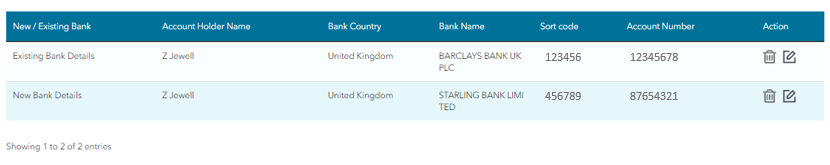 New / Existing Bank Account Holder Name Bank Country Bank Name Sort code Account Number Action
Existing Bank Details Z Jewell United Kingdom BARCLAYS BANK UK 123456 12345678
PLC
New Bank Details Z Jewell United Kingdom STARLING BANK LIMI 456789 87654321
TED
Showing 1 to 2 of 2 entries